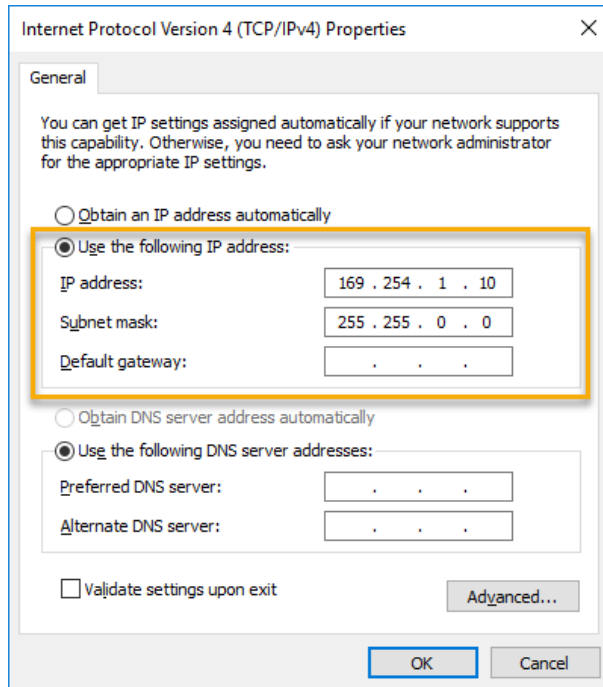 Internet Protocol Version 4 (TCP/IPv4) Properties
General
You can get IP settings assigned automatically if your network supports
this capability. Otherwise, you need to ask your network administrator
for the appropriate IP settings.
Obtain an IP address automatically
Use the following IP address:
IP address: 169 . 254 . 1 . 10
Subnet mask: 255 . 255 . 0 . 0
Default gateway: . . .
Obtain DNS server address automatically
Use the following DNS server addresses:
Preferred DNS server: . . .
Alternate DNS server: . . .
Validate settings upon exit
Advanced...
OK Cancel